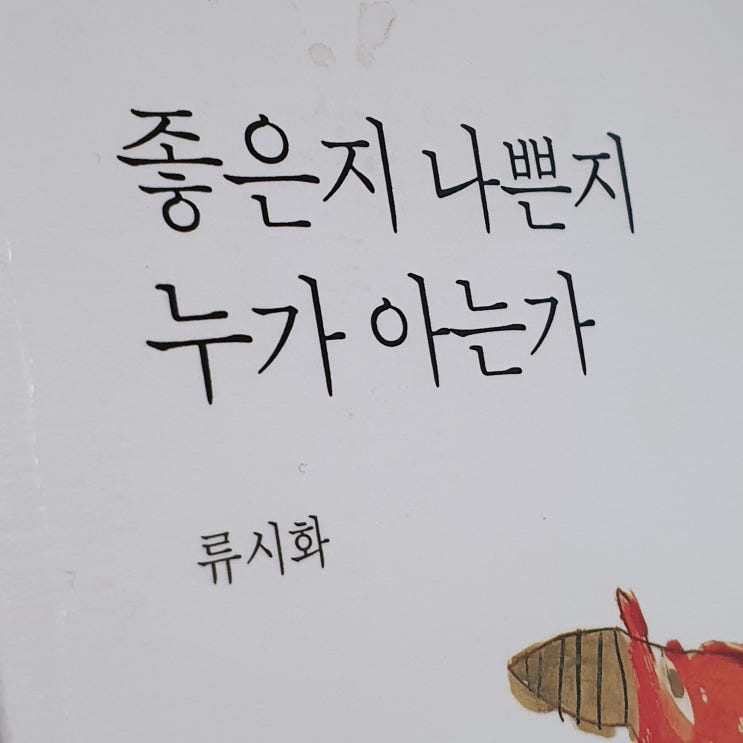 좋은지 나쁜지
누가 아는가
류시화